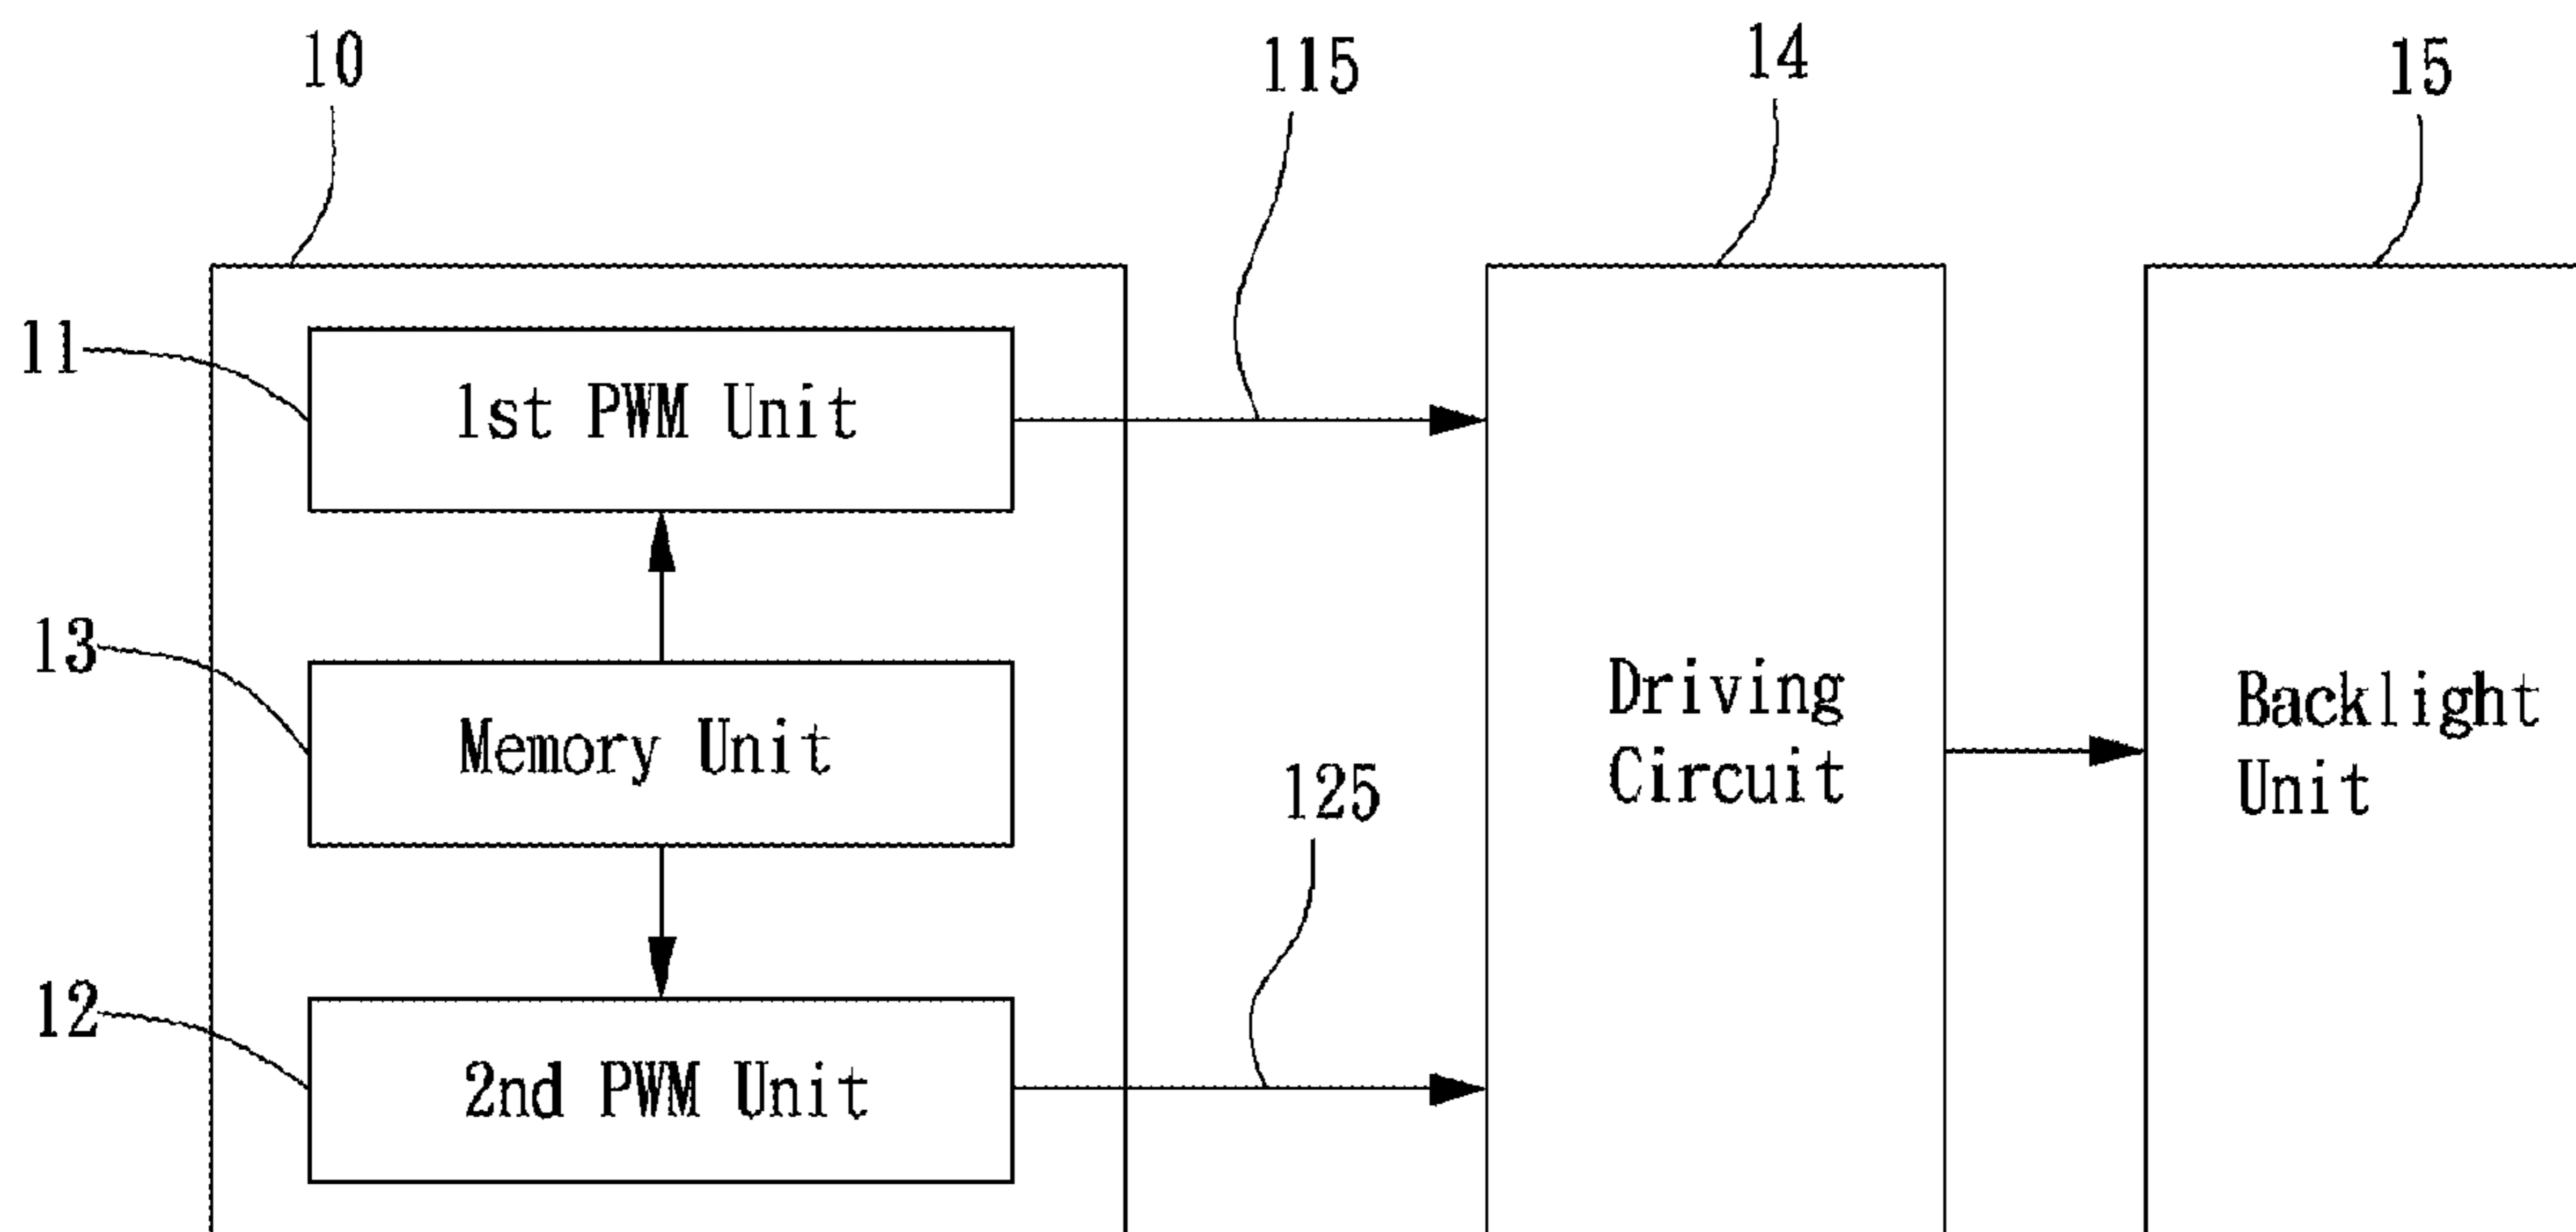 10
115
14
15
11
1st PWM Unit
13
Memory Unit
Driving
Circuit
Backlight
Unit
125
12
2nd PWM Unit